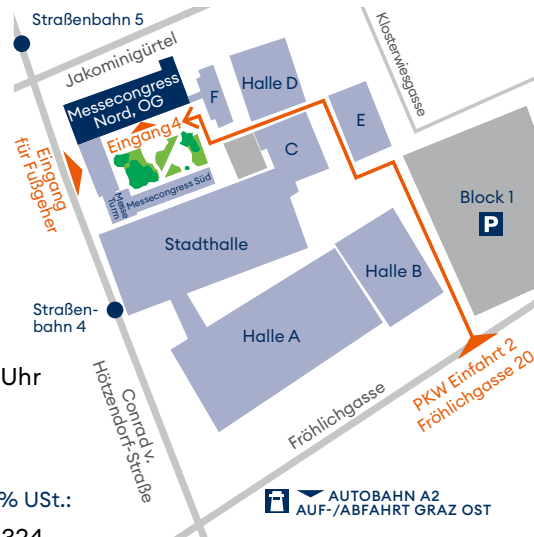 Straßenbahn 5
Jakominigürtel
Klosterwiesgasse
Messecongress
Nord, OG
F
Halle D
E
Eingang 4
C
Eingang
für Fußgeher
Messe
Turm
Messecongress Süd
Block 1
P
Stadthalle
Halle B
Straßen-
bahn 4
Halle A
Uhr
PKW Einfahrt 2
Fröhlichgasse 20
Conrad v.
Hötzendorf-Straße
Fröhlichgasse
% USt.:
AUTOBAHN A2
AUF-/ABFAHRT GRAZ OST